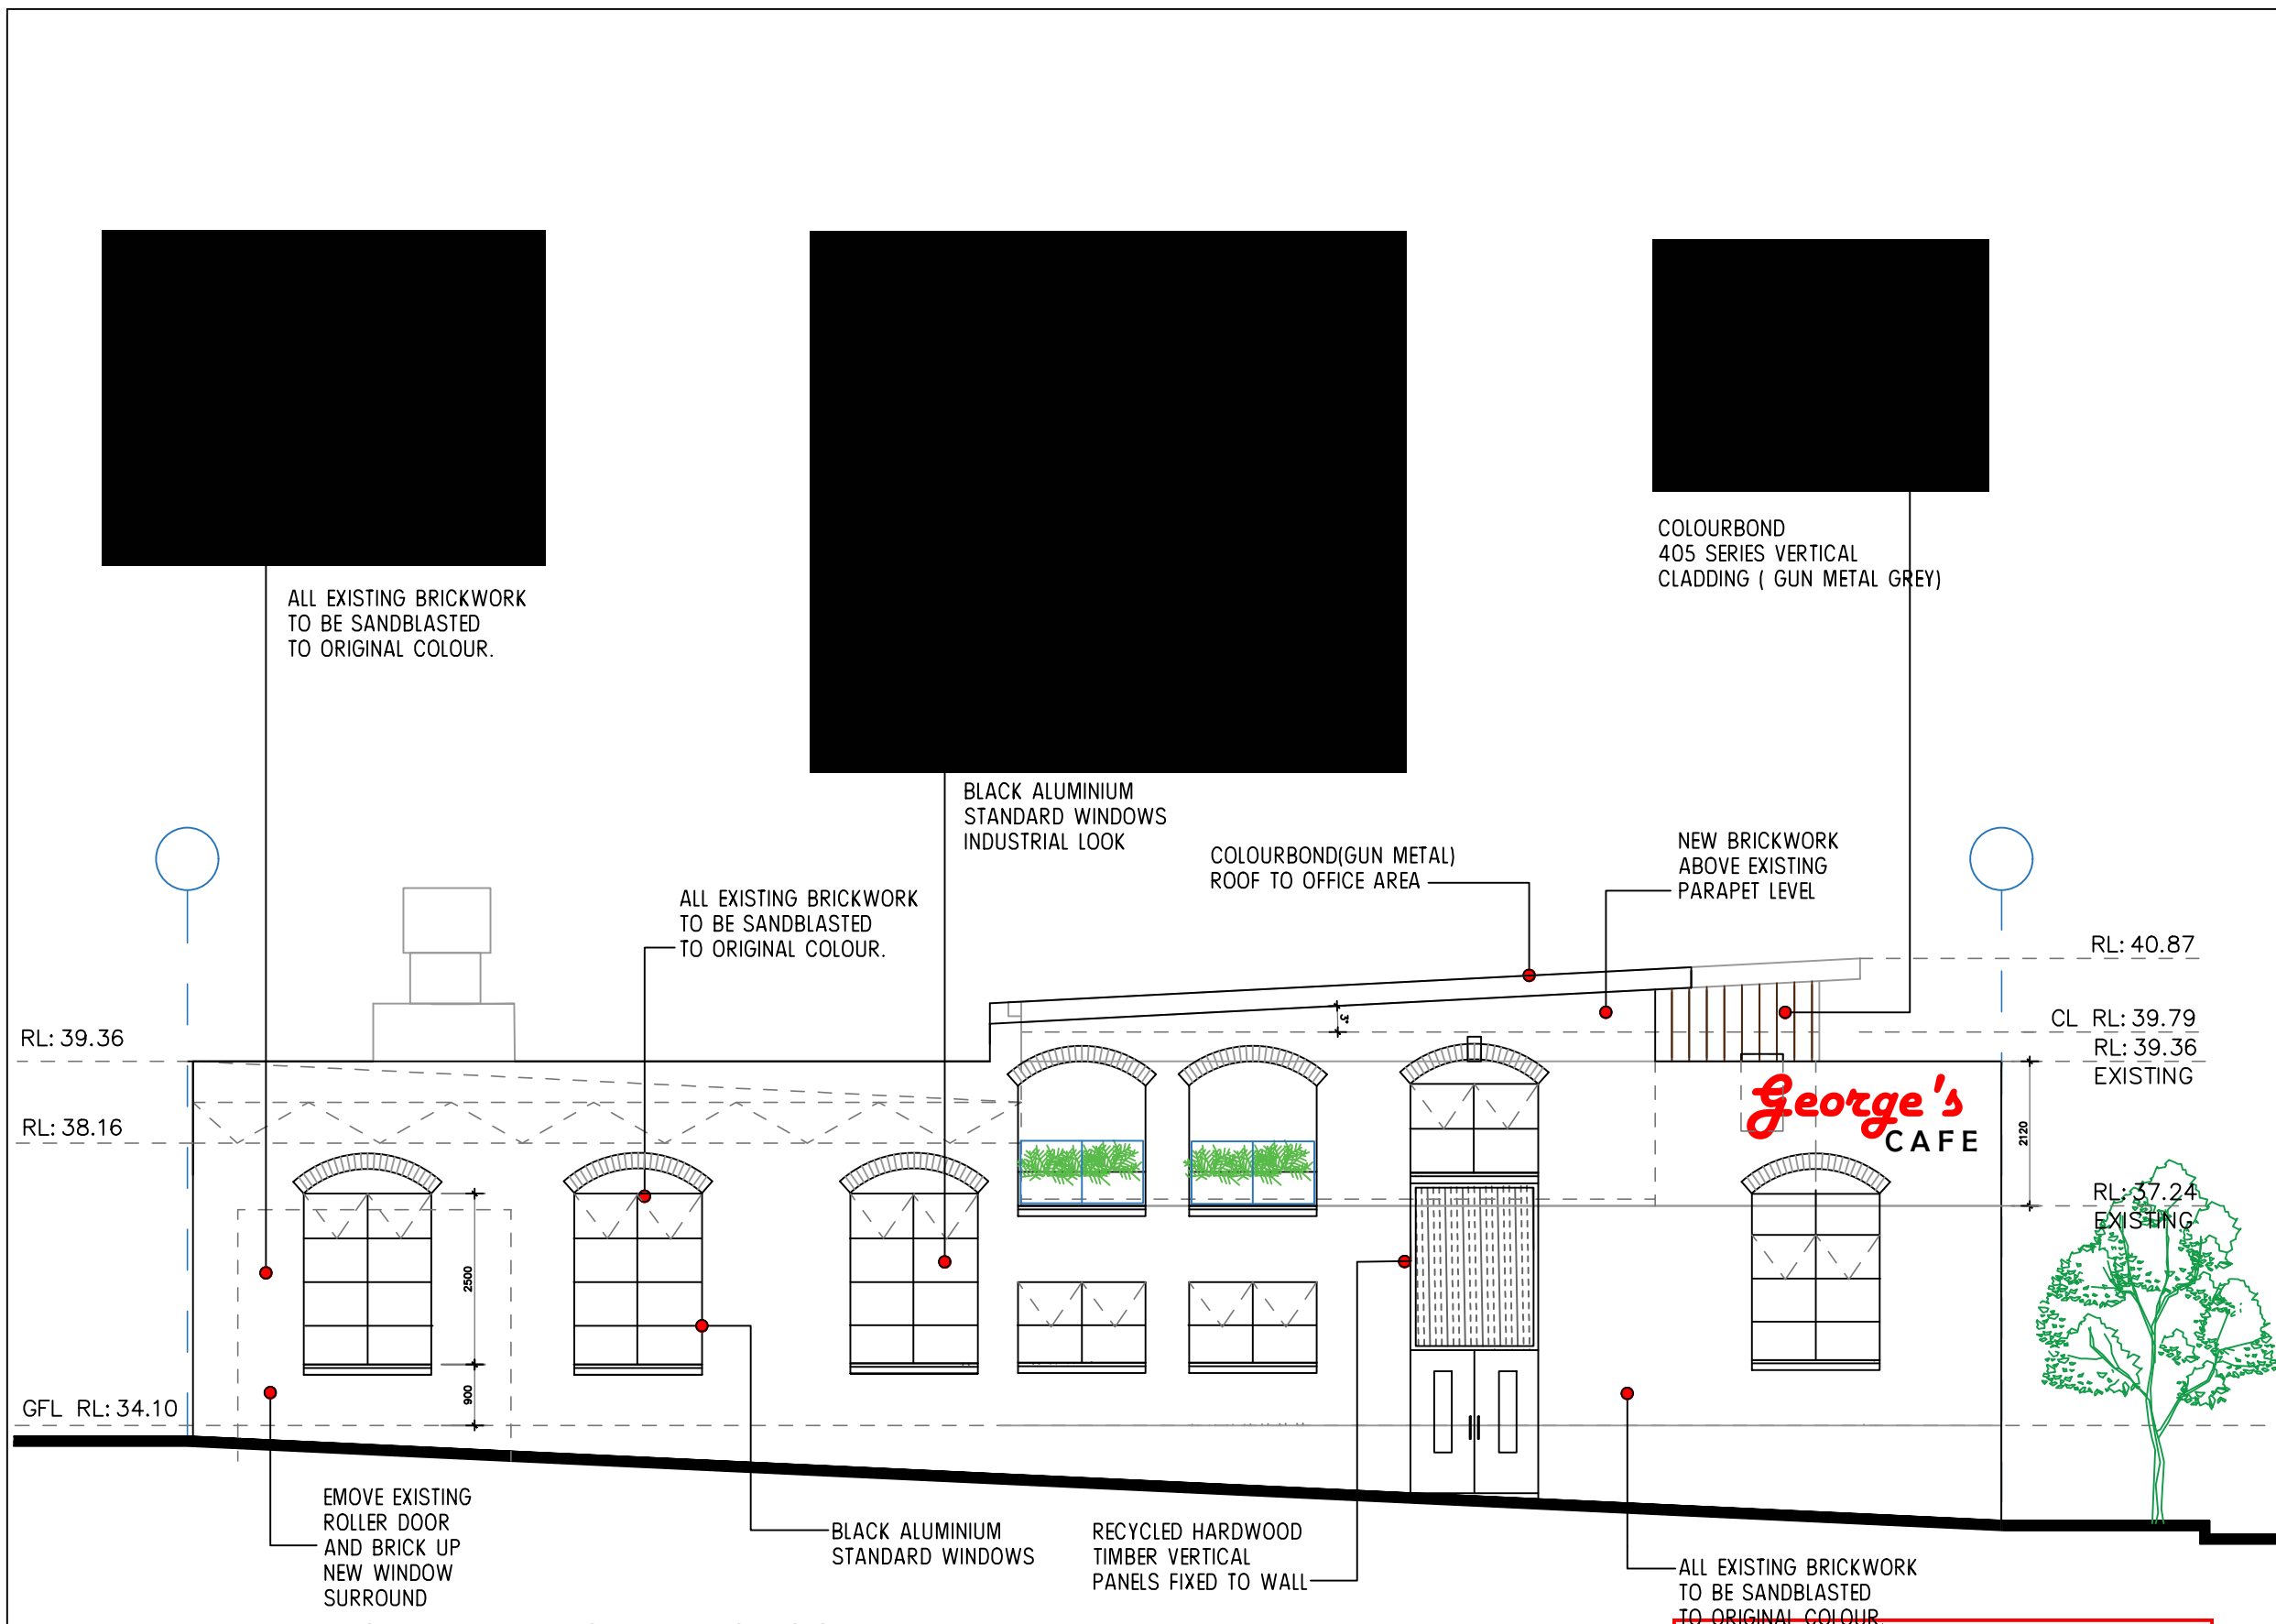 COLOURBOND
405 SERIES VERTICAL
CLADDING ( GUN METAL GREY)
ALL EXISTING BRICKWORK
TO BE SANDBLASTED
TO ORIGINAL COLOUR.
BLACK ALUMINIUM
STANDARD WINDOWS
INDUSTRIAL LOOK
COLOURBOND(GUN METAL)
ROOF TO OFFICE AREA
NEW BRICKWORK
ABOVE EXISTING
PARAPET LEVEL
ALL EXISTING BRICKWORK
TO BE SANDBLASTED
TO ORIGINAL COLOUR.
RL: 40.87
3°
CL RL: 39.79
RL: 39.36
RL: 39.36
EXISTING
RL: 38.16
George's
CAFE
2120
RL: 37.24
EXISTING
2500
900
GFL RL: 34.10
EMOVE EXISTING
ROLLER DOOR
AND BRICK UP
NEW WINDOW
SURROUND
BLACK ALUMINIUM
STANDARD WINDOWS
RECYCLED HARDWOOD
TIMBER VERTICAL
PANELS FIXED TO WALL
ALL EXISTING BRICKWORK
TO BE SANDBLASTED
TO ORIGINAL COLOUR